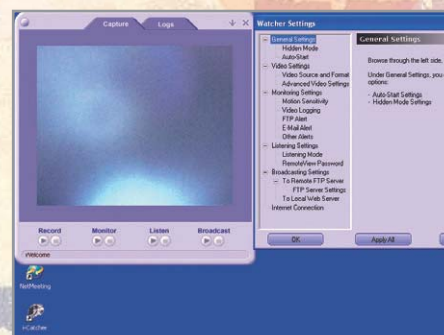 Capture
Logs
Record
Monitor
Listen
Broadcast
Welcome
NetMeeting
i-Catcher
Watcher Settings
General Settings
Hidden Mode
Auto-Start
Video Settings
Video Source and Format
Advanced Video Settings
Monitoring Settings
Motion Sensitivity
Video Logging
FTP Alert
E-Mail Alert
Other Alerts
Listening Settings
Listening Mode
RemoteView Password
Broadcasting Settings
To Remote FTP Server
FTP Server Settings
To Local Web Server
Internet Connection
OK
General Settings
Browse through the left side,
Under General Settings, you
options:
- Auto-Start Settings
- Hidden Mode Settings
Apply All